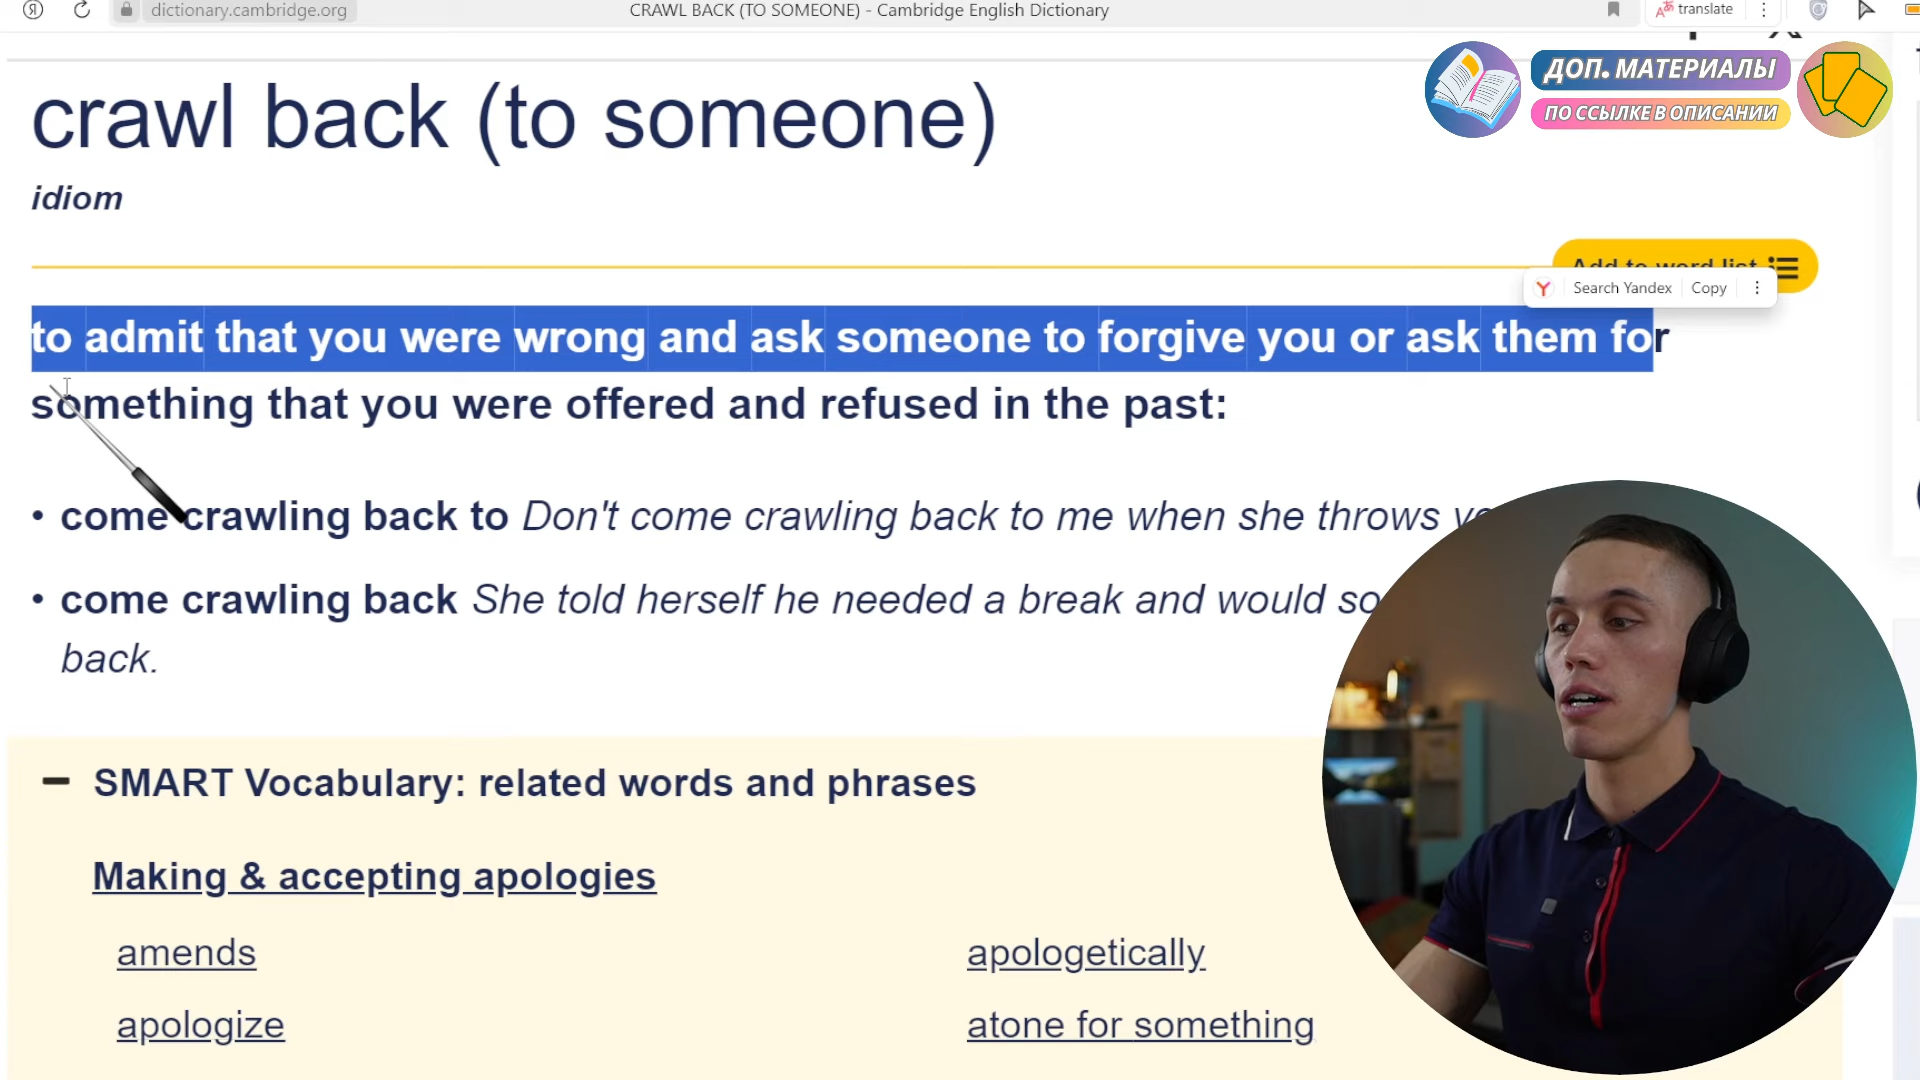 dictionary.cambridge.org
CRAWL BACK (TO SOMEONE) - Cambridge English Dictionary
translate
ДОП. МАТЕРИАЛЫ
ПО ССЫЛКЕ В ОПИСАНИИ
crawl back (to someone)
idiom
Add to word list
Search Yandex
Copy
to admit that you were wrong and ask someone to forgive you or ask them for
something that you were offered and refused in the past:
• come crawling back to Don't come crawling back to me when she throws
• come crawling back She told herself he needed a break and would
back.
SMART Vocabulary: related words and phrases
Making & accepting apologies
amends
apologetically
apologize
atone for something